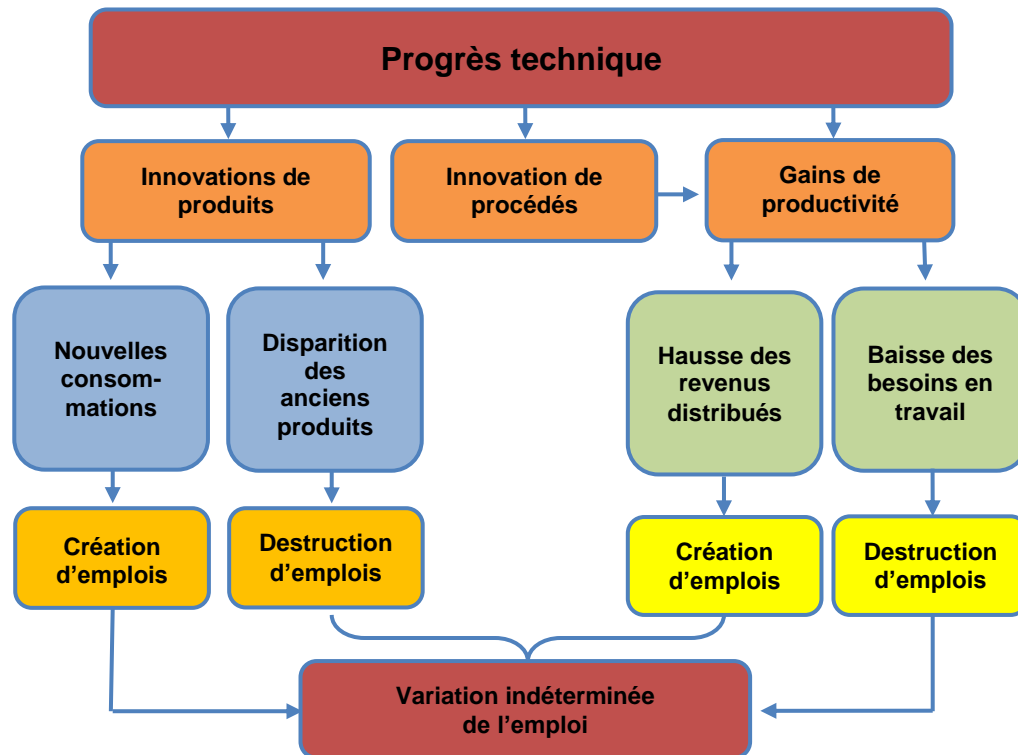 Progrès technique
Innovations de
produits
Innovation de
procédés
Gains de
productivité
Nouvelles
consom-
mations
Disparition
des
anciens
produits
Hausse des
revenus
distribués
Baisse des
besoins en
travail
Création
d’emplois
Destruction
d’emplois
Création
d’emplois
Destruction
d’emplois
Variation indéterminée
de l’emploi